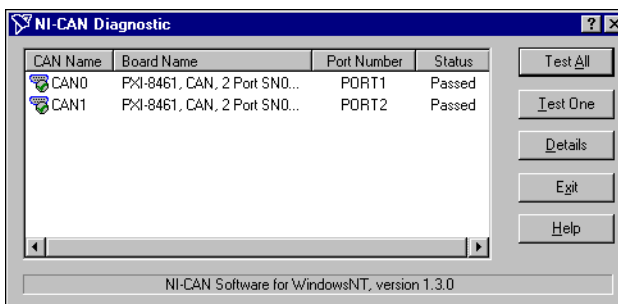 NI-CAN Diagnostic
CAN Name Board Name Port Number Status
CAN0 PXI-8461, CAN, 2 Port SN0... PORT1 Passed
CAN1 PXI-8461, CAN, 2 Port SN0... PORT2 Passed
Test All
Test One
Details
Exit
Help
NI-CAN Software for WindowsNT, version 1.3.0